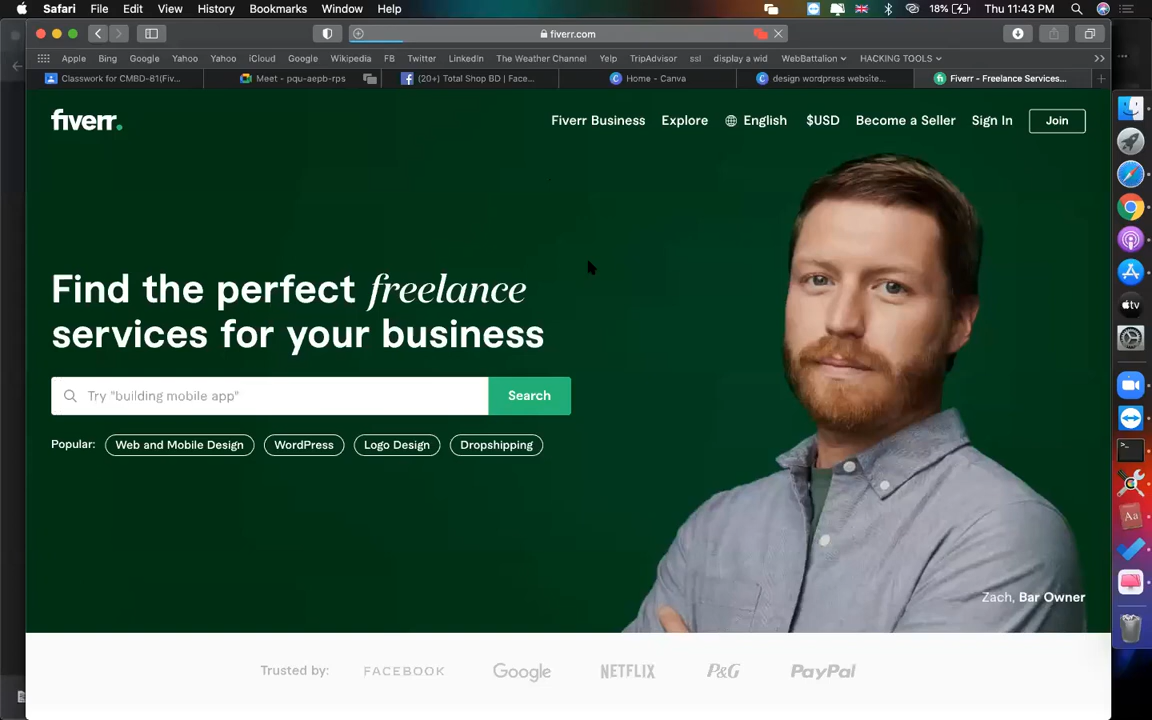 Safari File Edit View History Bookmarks Window Help 18% Thu 11:43 PM
fiverr.com
Apple Bing Google Yahoo iCloud Google Wikipedia FB Twitter LinkedIn The Weather Channel Yelp TripAdvisor ssl display a wid WebBattalion HACKING TOOLS
Classwork for CMBD-81(Fiv... Meet - pqu-aepb-rps (20+) Total Shop BD | Face... Home - Canva design wordpress website... Fiverr - Freelance Services...
fiverr. Fiverr Business Explore English $USD Become a Seller Sign In Join
Find the perfect freelance
services for your business
Try "building mobile app" Search
Popular: Web and Mobile Design WordPress Logo Design Dropshipping
Zach, Bar Owner
Trusted by: FACEBOOK Google NETFLIX P&G PayPal
tv
Aa